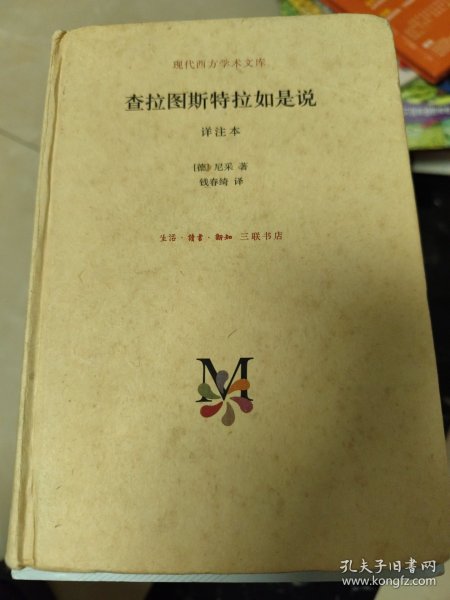 现代西方学术文库
查拉图斯特拉如是说
详注本
[德] 尼采 著
钱春绮 译
生活·读书·新知 三联书店
M
孔夫子旧书网
www.kongfz.com